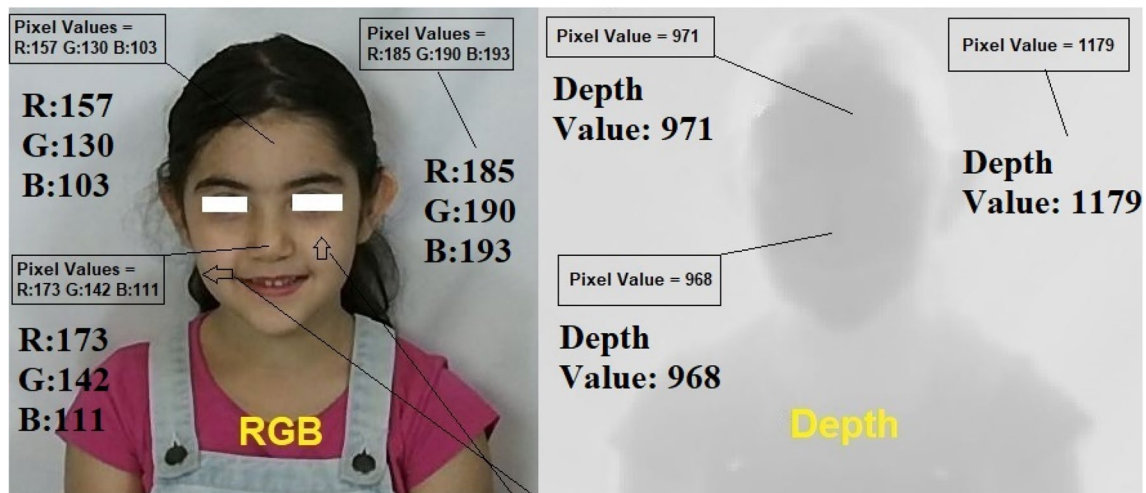 Pixel Values =
R:157 G:130 B:103
R:157
G:130
B:103
Pixel Values =
R:185 G:190 B:193
R:185
G:190
B:193
Pixel Values =
R:173 G:142 B:111
R:173
G:142
B:111
RGB
Pixel Value = 971
Depth
Value: 971
Pixel Value = 1179
Depth
Value: 1179
Pixel Value = 968
Depth
Value: 968
Depth